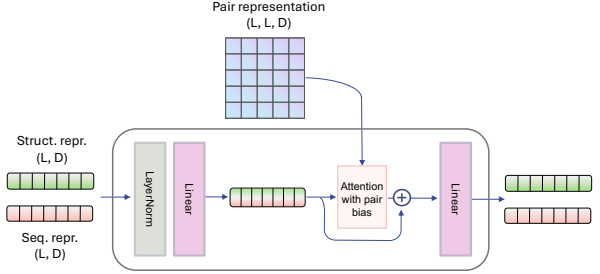 Pair representation
(L, L, D)
Struct. repr.
(L, D)
Seq. repr.
(L, D)
LayerNorm
Linear
Attention
with pair
bias
Linear